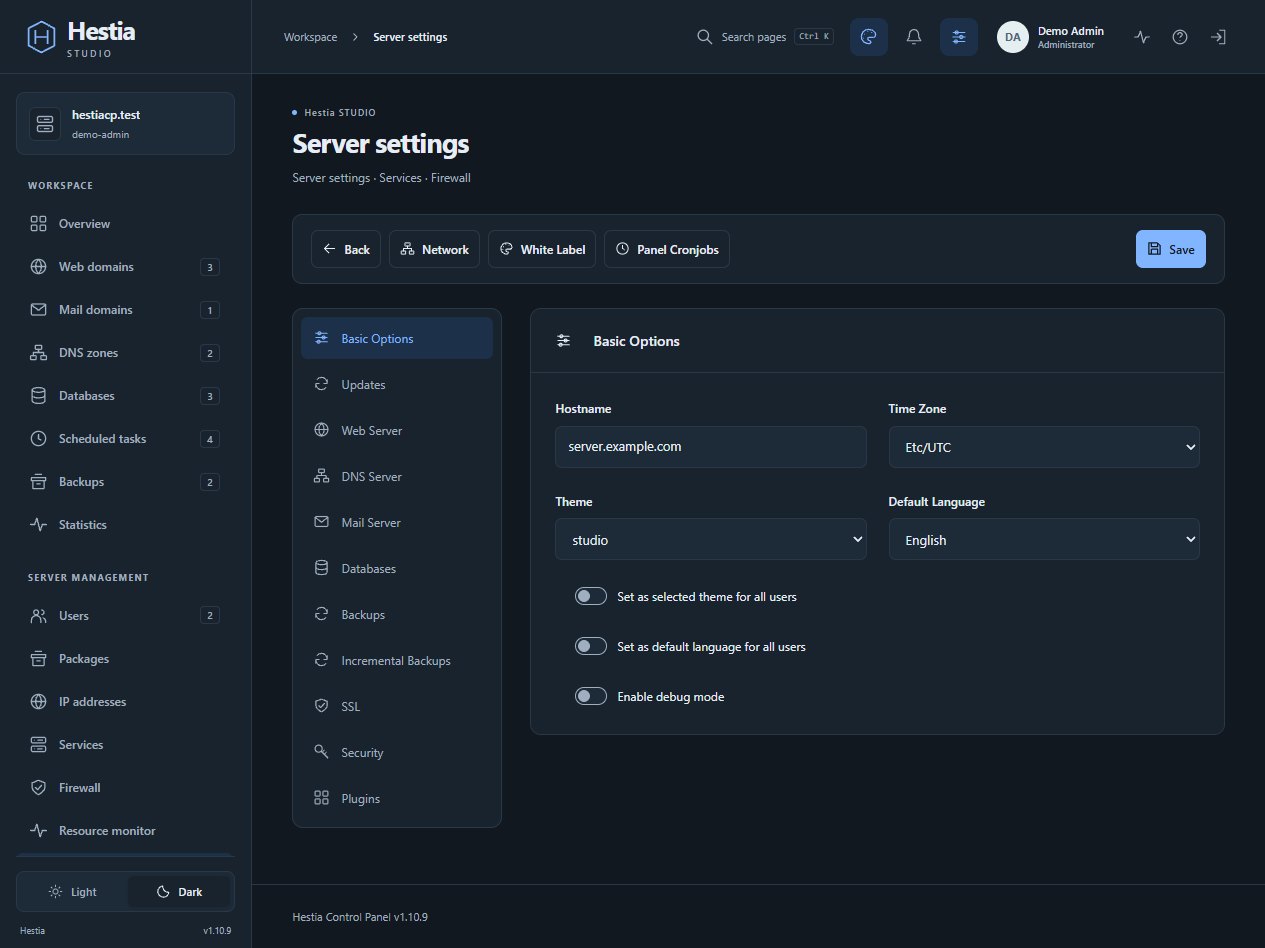 Hestia
STUDIO
Workspace > Server settings
Search pages Ctrl K
DA
Demo Admin
Administrator
hestiacp.test
demo-admin
WORKSPACE
Overview
Web domains 3
Mail domains 1
DNS zones 2
Databases 3
Scheduled tasks 4
Backups 2
Statistics
SERVER MANAGEMENT
Users 2
Packages
IP addresses
Services
Firewall
Resource monitor
Light Dark
Hestia v1.10.9
Hestia STUDIO
Server settings
Server settings · Services · Firewall
Back Network White Label Panel Cronjobs Save
Basic Options
Updates
Web Server
DNS Server
Mail Server
Databases
Backups
Incremental Backups
SSL
Security
Plugins
Basic Options
Hostname
server.example.com
Time Zone
Etc/UTC
Theme
studio
Default Language
English
Set as selected theme for all users
Set as default language for all users
Enable debug mode
Hestia Control Panel v1.10.9